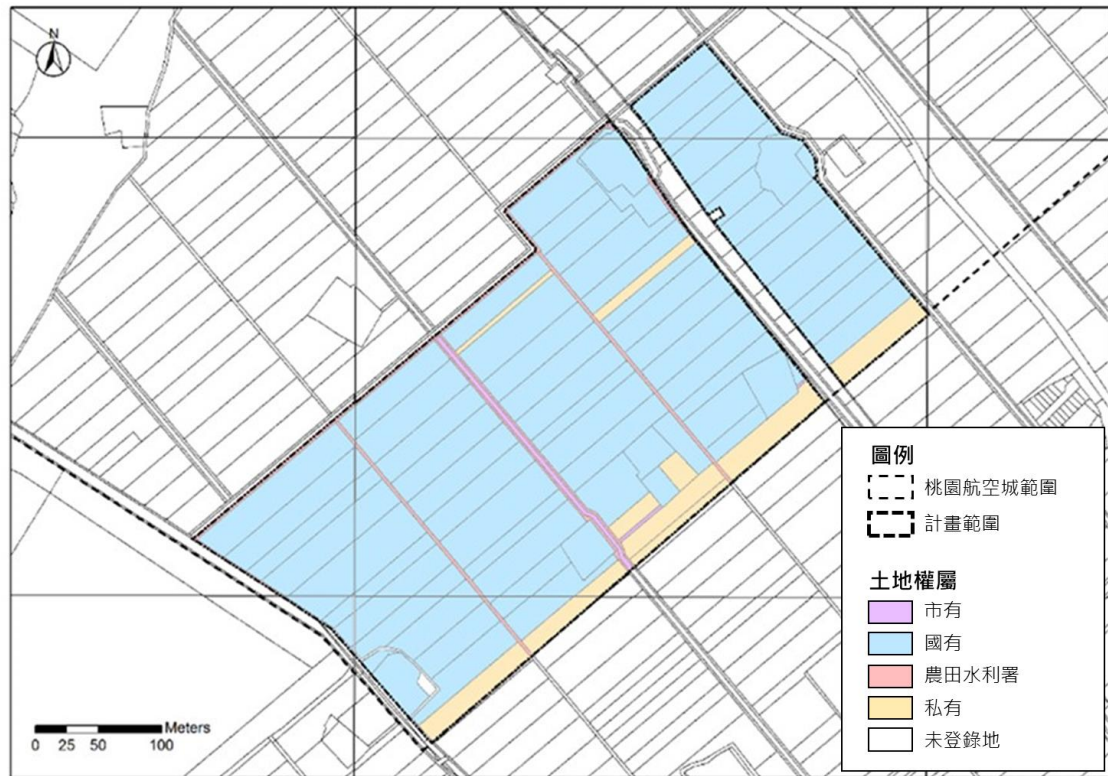 N
Meters
0 25 50 100
圖例
桃園航空城範圍
計畫範圍
土地權屬
市有
國有
農田水利署
私有
未登錄地